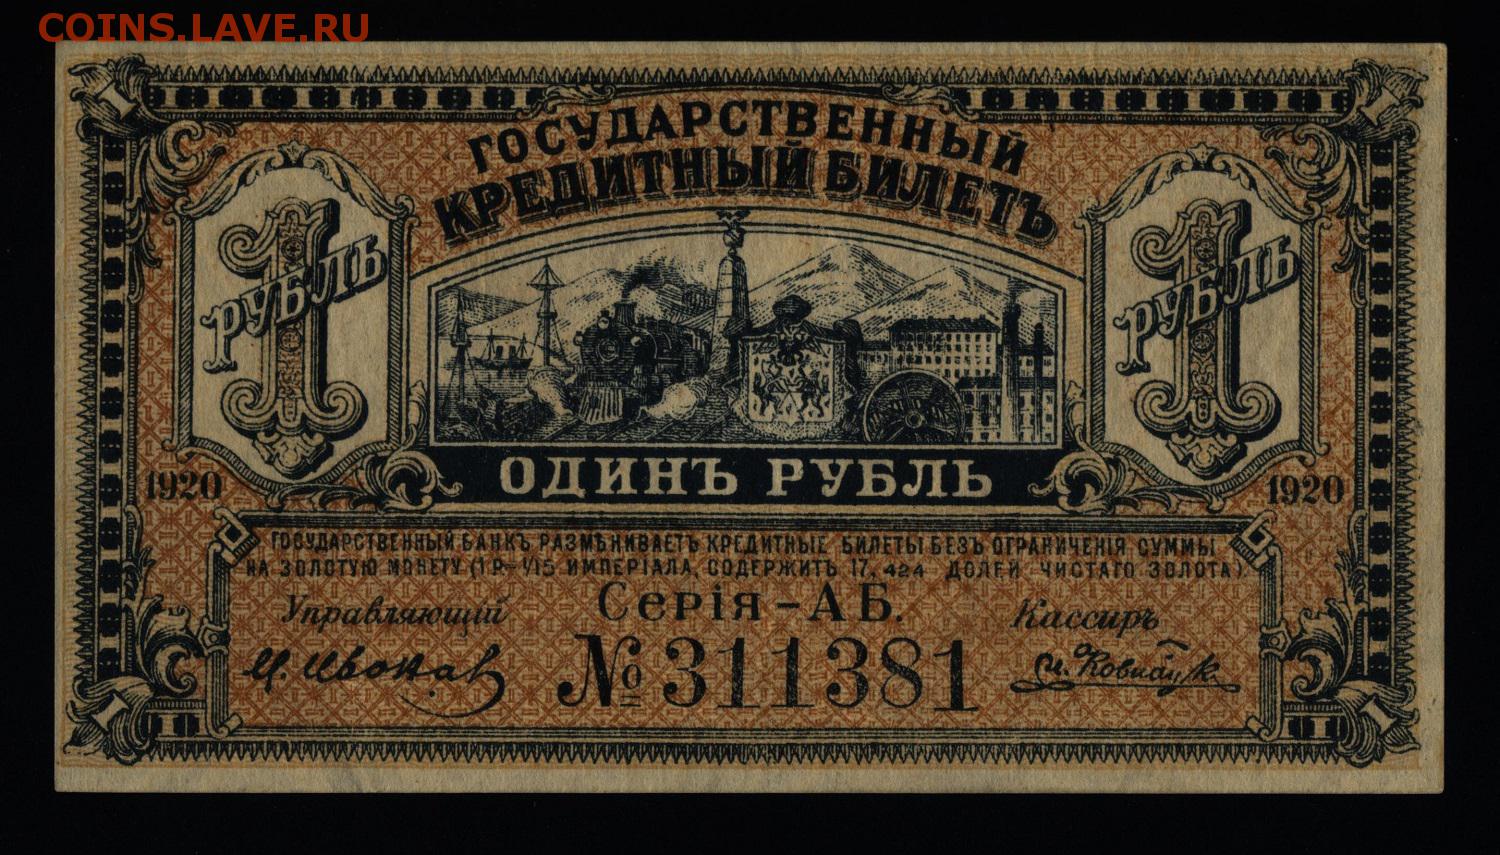 COINS.LAVE.RU
ГОСУДАРСТВЕННЫЙ
КРЕДИТНЫЙ БИЛЕТЪ
1 РУБЛЬ
1 РУБЛЬ
ОДИНЪ РУБЛЬ
1920
1920
ГОСУДАРСТВЕННЫЙ БАНКЪ РАЗМѢНИВАЕТЪ КРЕДИТНЫЕ БИЛЕТЫ БЕЗЪ ОГРАНИЧЕНІЯ СУММЫ
НА ЗОЛОТУЮ МОНЕТУ (1 Р–1/15 ИМПЕРІАЛА, СОДЕРЖИТЪ 17,424 ДОЛЕЙ ЧИСТАГО ЗОЛОТА).
Управляющій
Серія – АБ.
Кассиръ
№ 311381